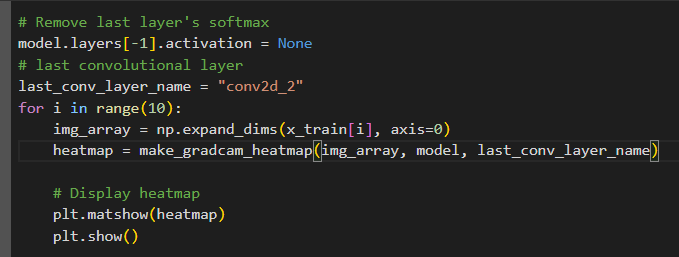 # Remove last layer's softmax
model.layers[-1].activation = None
# last convolutional layer
last_conv_layer_name = "conv2d_2"
for i in range(10):
    img_array = np.expand_dims(x_train[i], axis=0)
    heatmap = make_gradcam_heatmap(img_array, model, last_conv_layer_name)

    # Display heatmap
    plt.matshow(heatmap)
    plt.show()